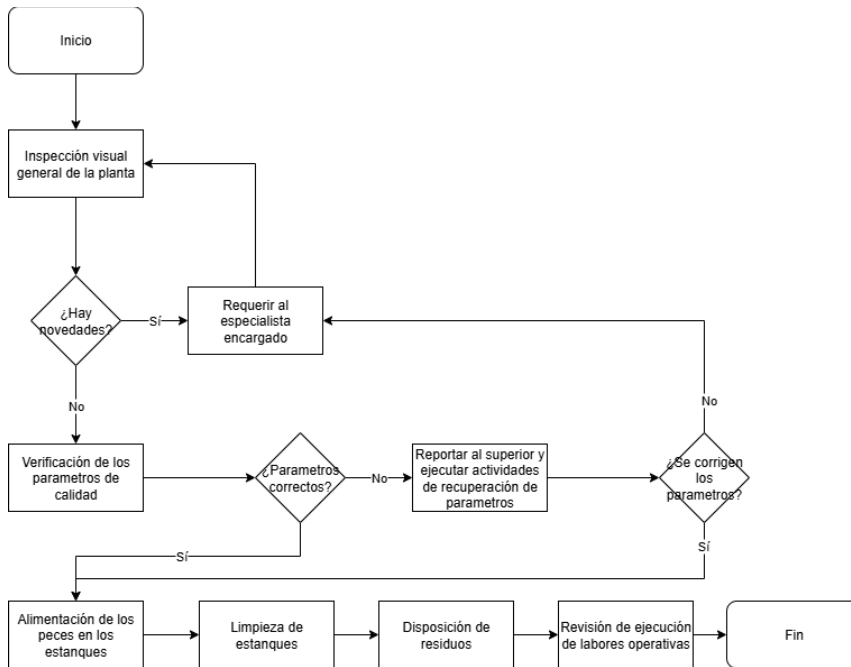 Inicio
Inspección visual
general de la planta
¿Hay
novedades?
Sí
Requerir al
especialista
encargado
No
No
Verificación de los
parametros de
calidad
¿Parametros
correctos?
No
Reportar al superior y
ejecutar actividades
de recuperación de
parametros
¿Se corrigen
los
parametros?
Sí
Sí
Alimentación de los
peces en los
estanques
Limpieza de
estanques
Disposición de
residuos
Revisión de ejecución
de labores operativas
Fin